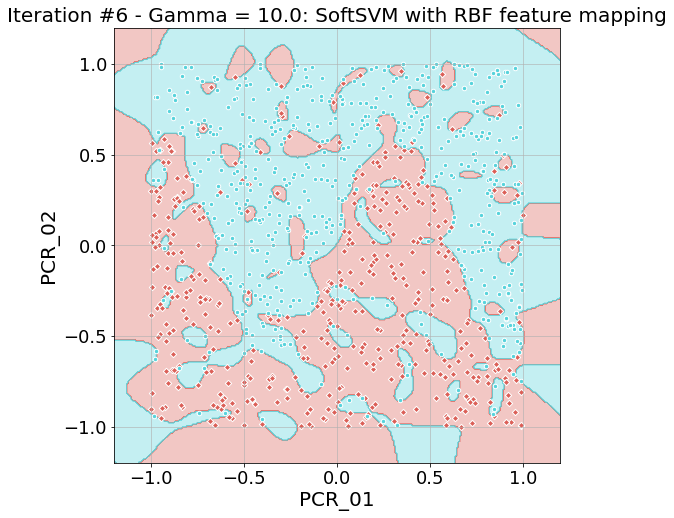 Iteration #6 - Gamma = 10.0: SoftSVM with RBF feature mapping
1.0
0.5
0.0
−0.5
−1.0
PCR_02
−1.0 −0.5 0.0 0.5 1.0
PCR_01